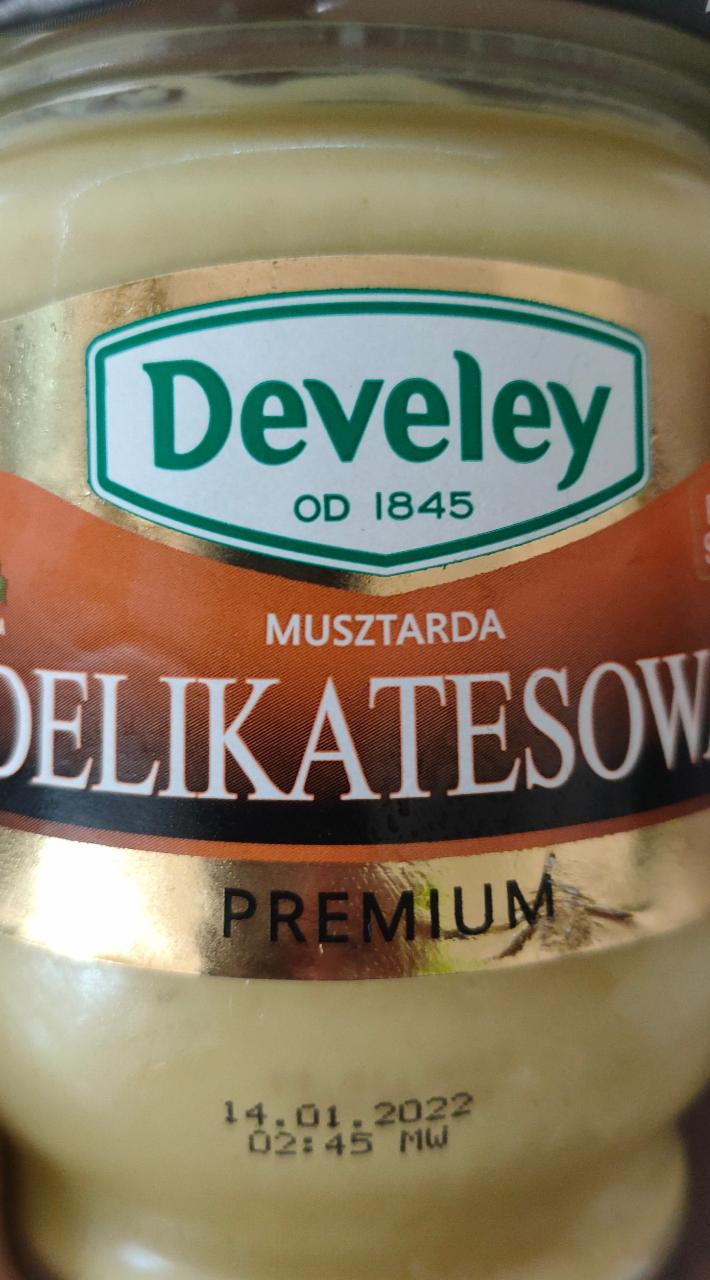 Develey
OD 1845
MUSZTARDA
DELIKATESOWA
PREMIUM
14.01.2022
02:45 MW